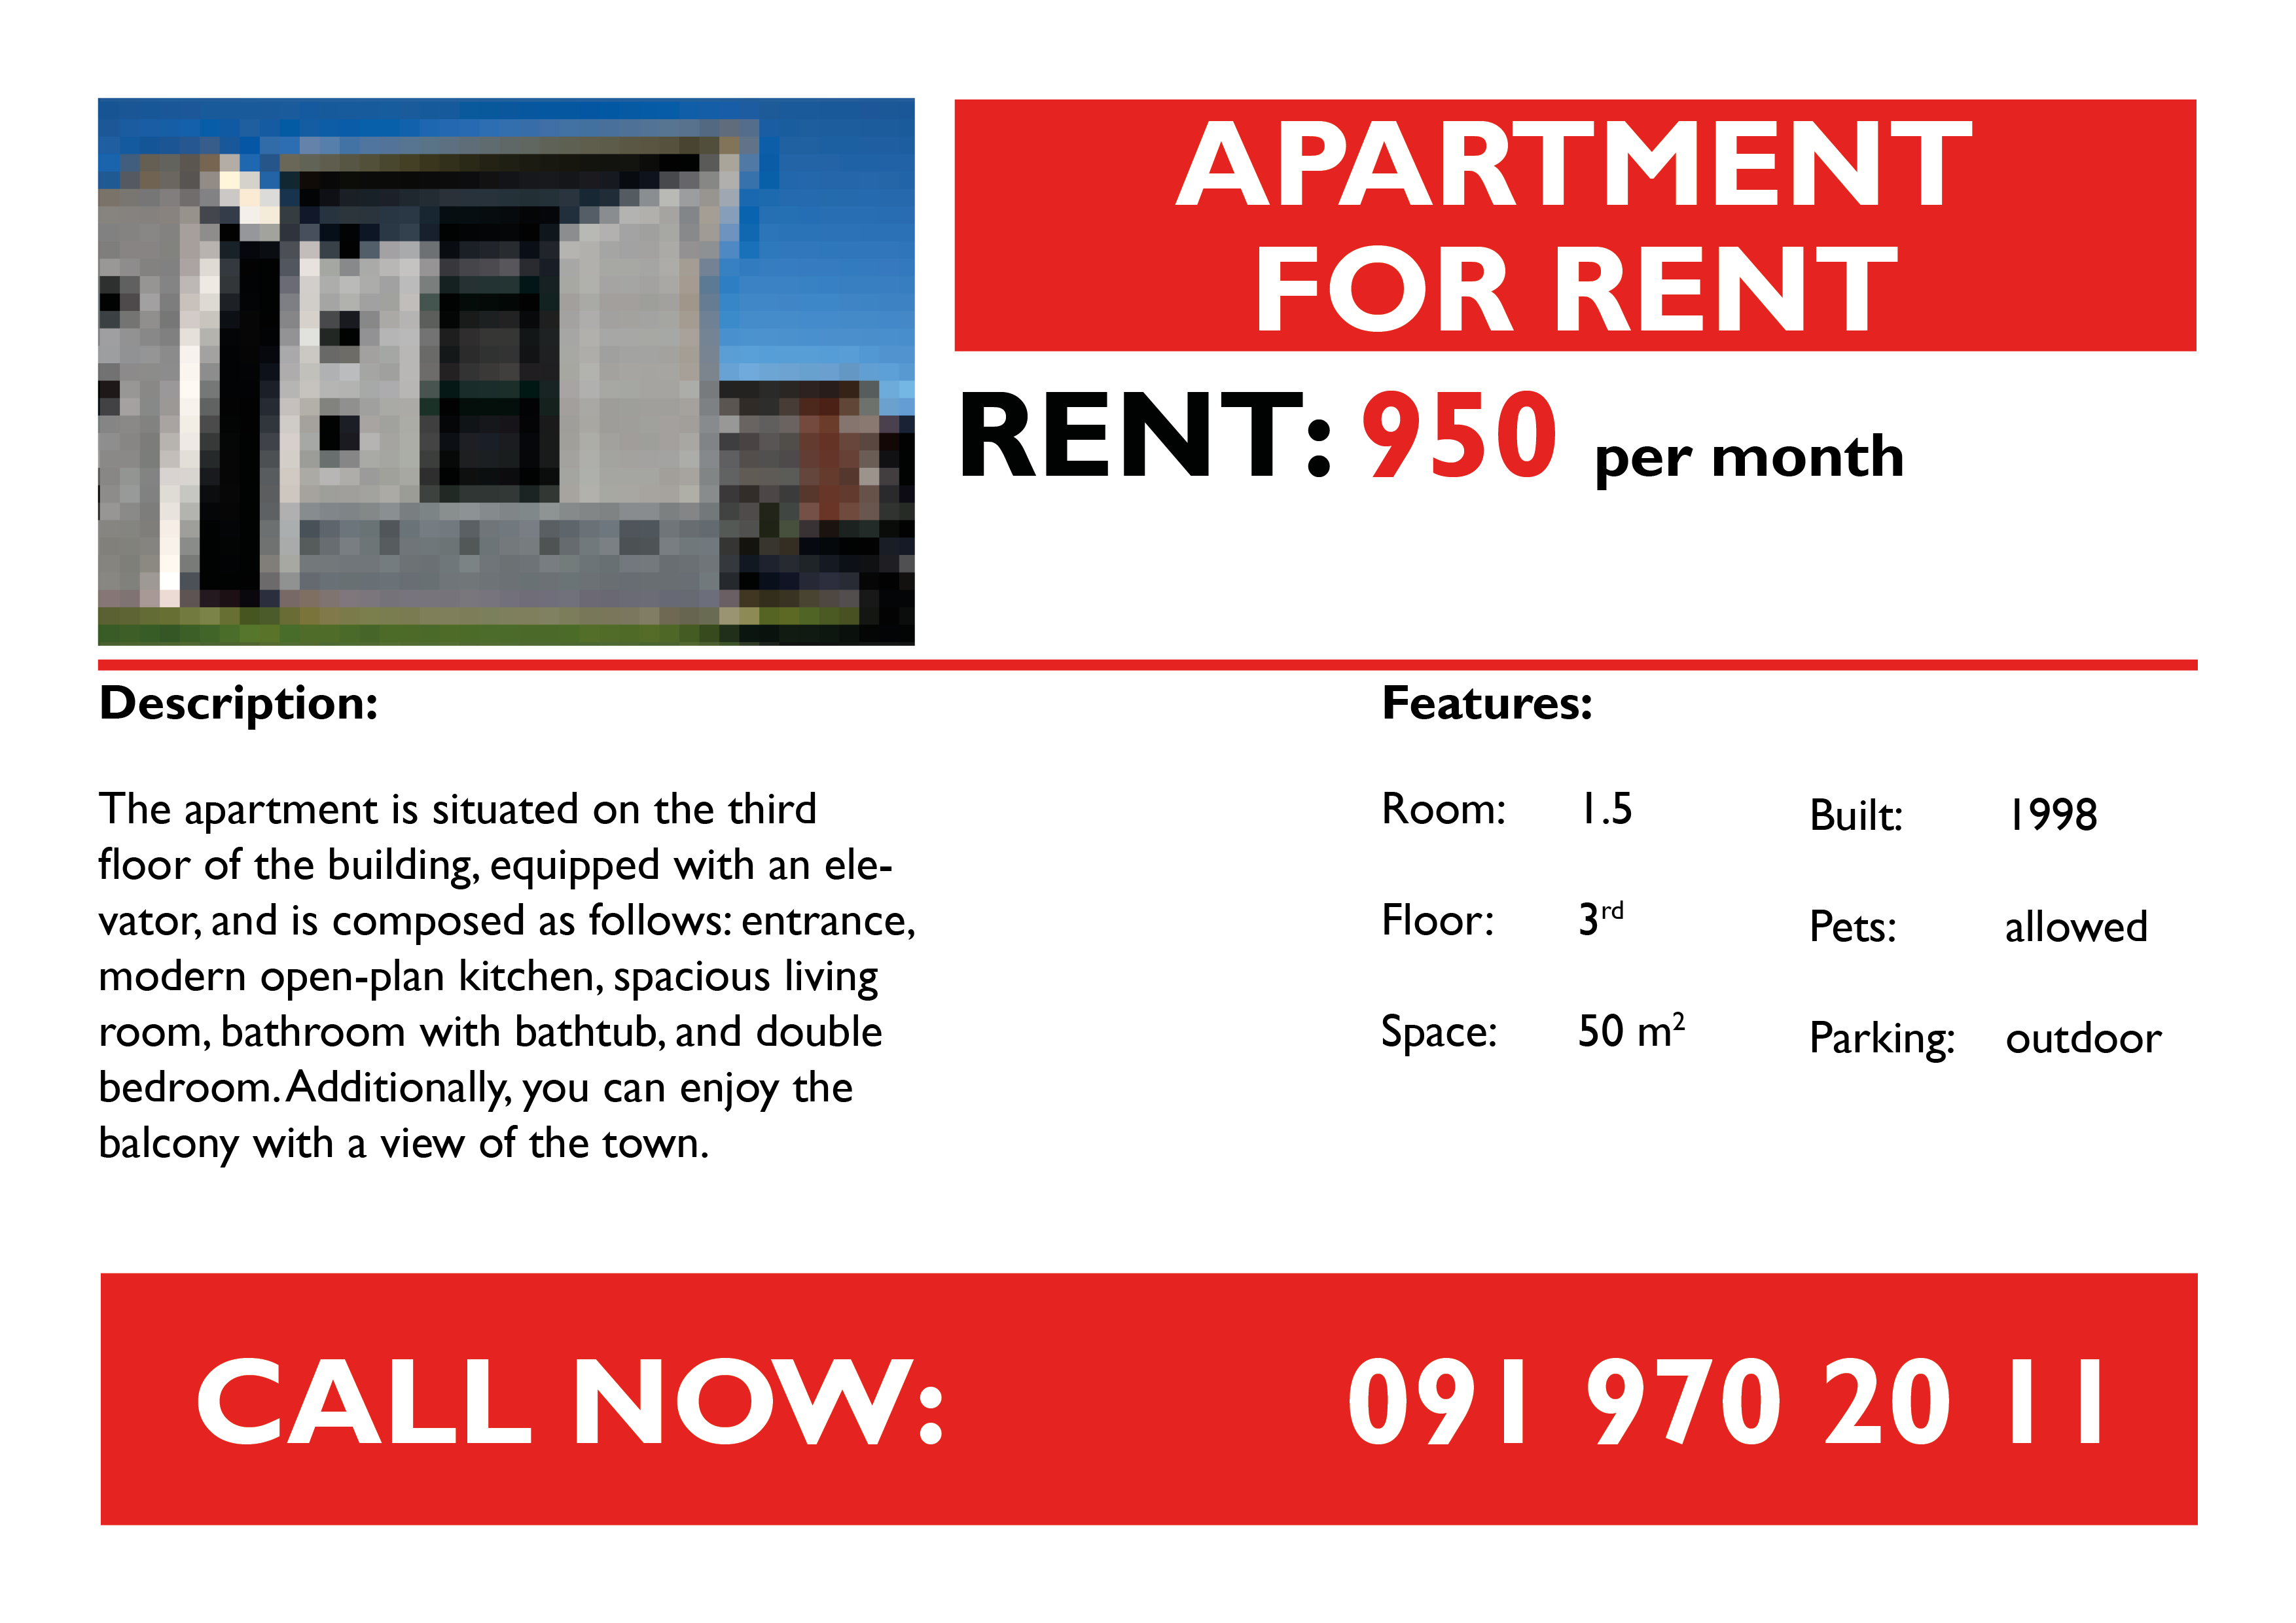 APARTMENT
FOR RENT
RENT: 950 per month
Description:
The apartment is situated on the third
floor of the building, equipped with an ele-
vator, and is composed as follows: entrance,
modern open-plan kitchen, spacious living
room, bathroom with bathtub, and double
bedroom. Additionally, you can enjoy the
balcony with a view of the town.
Features:
Room: 1.5
Floor: 3rd
Space: 50 m²
Built: 1998
Pets: allowed
Parking: outdoor
CALL NOW: 091 970 20 11